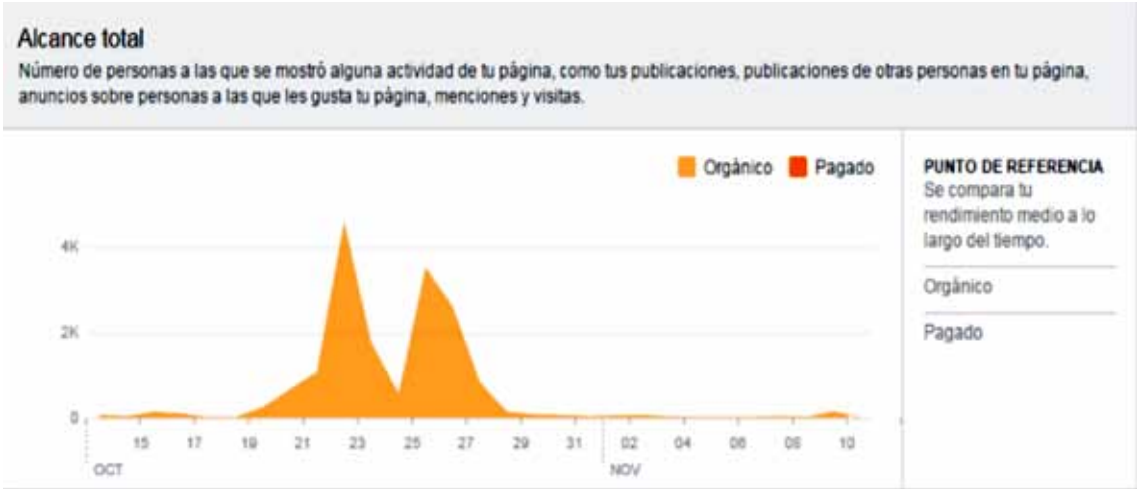 Alcance total
Número de personas a las que se mostró alguna actividad de tu página, como tus publicaciones, publicaciones de otras personas en tu página,
anuncios sobre personas a las que les gusta tu página, menciones y visitas.
Orgánico Pagado
PUNTO DE REFERENCIA
Se compara tu
rendimiento medio a lo
largo del tiempo.
Orgánico
Pagado
4K
2K
0
15 17 19 21 23 25 27 29 31 02 04 06 08 10
OCT NOV